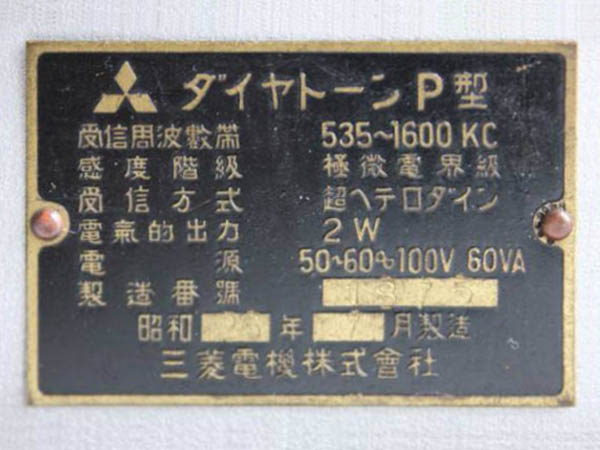 ダイヤトーンP型
受信周波數帶 535~1600 KC
感度階級 極微電界級
受信方式 超ヘテロダイン
電氣的出力 2W
電源 50~60% 100V 60VA
製造番號 1375
昭和 26 年 7 月製造
三菱電機株式會社